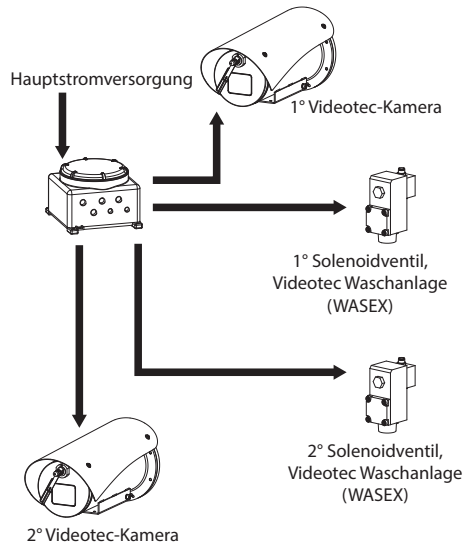 Hauptstromversorgung
1° Videotec-Kamera
1° Solenoidventil,
Videotec Waschanlage
(WASEX)
2° Solenoidventil,
Videotec Waschanlage
(WASEX)
2° Videotec-Kamera